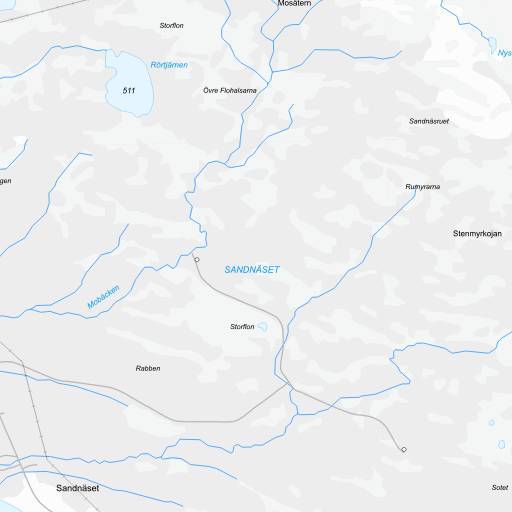 Mosätern
Storflon
Nys
Rörtjärnen
511
Övre Flohalsarna
Sandnäsruet
gen
Rumyrarna
Stenmyrkojan
SANDNÄSET
Mobäcken
Storflon
Rabben
Sandnäset
Sotet